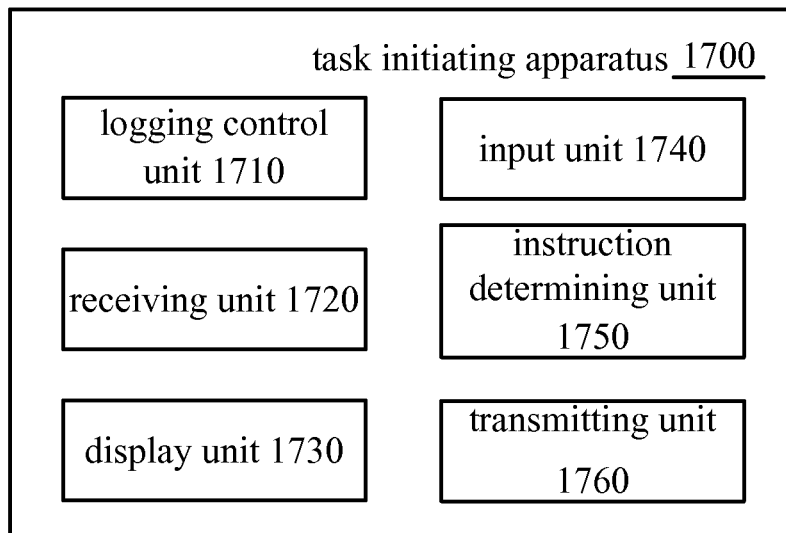 task initiating apparatus 1700
logging control
unit 1710
receiving unit 1720
display unit 1730
input unit 1740
instruction
determining unit
1750
transmitting unit
1760